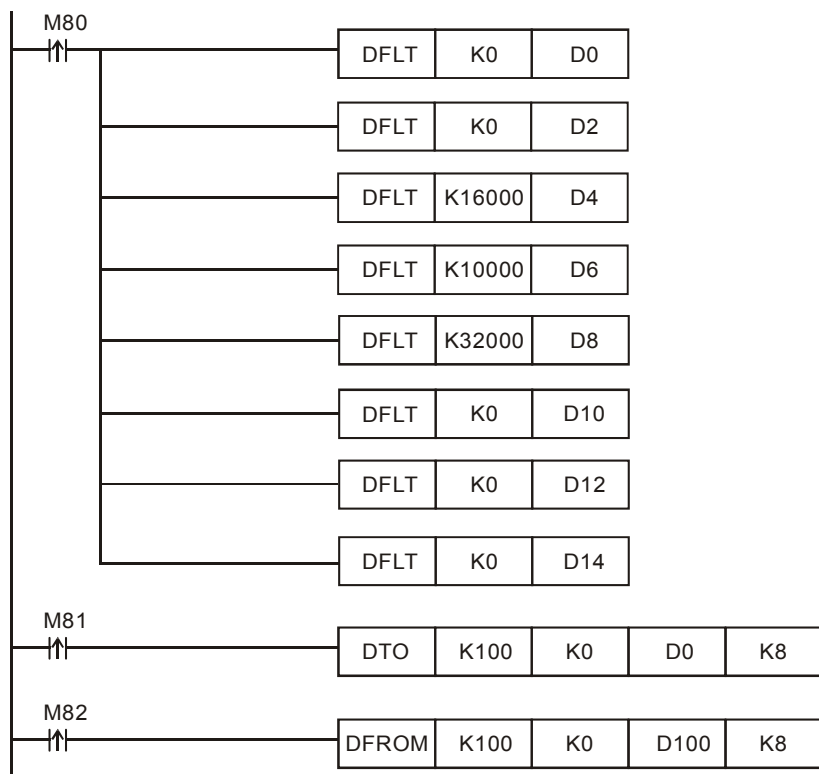 M80
DFLT K0 D0
DFLT K0 D2
DFLT K16000 D4
DFLT K10000 D6
DFLT K32000 D8
DFLT K0 D10
DFLT K0 D12
DFLT K0 D14
M81
DTO K100 K0 D0 K8
M82
DFROM K100 K0 D100 K8